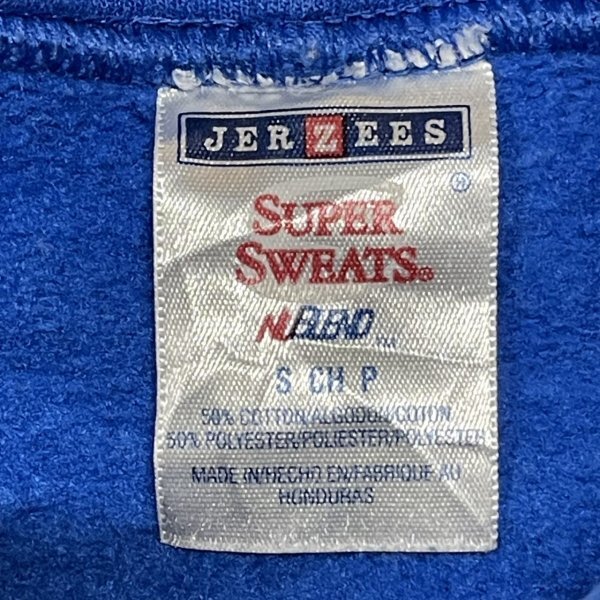 JERZEES
®
SUPER
SWEATS®
NUBLEND™
S CH P
50% COTTON/ALGODON/COTON
50% POLYESTER/POLIESTER/POLYESTER
MADE IN/HECHO EN/FABRIQUE AU
HONDURAS